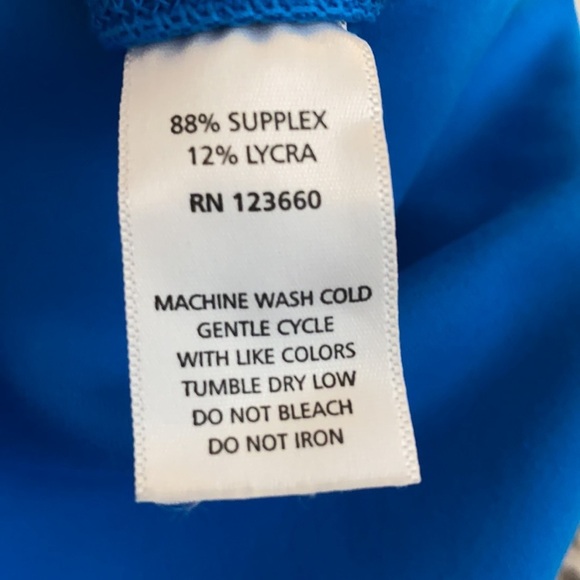 88% SUPPLEX
12% LYCRA
RN 123660
MACHINE WASH COLD
GENTLE CYCLE
WITH LIKE COLORS
TUMBLE DRY LOW
DO NOT BLEACH
DO NOT IRON